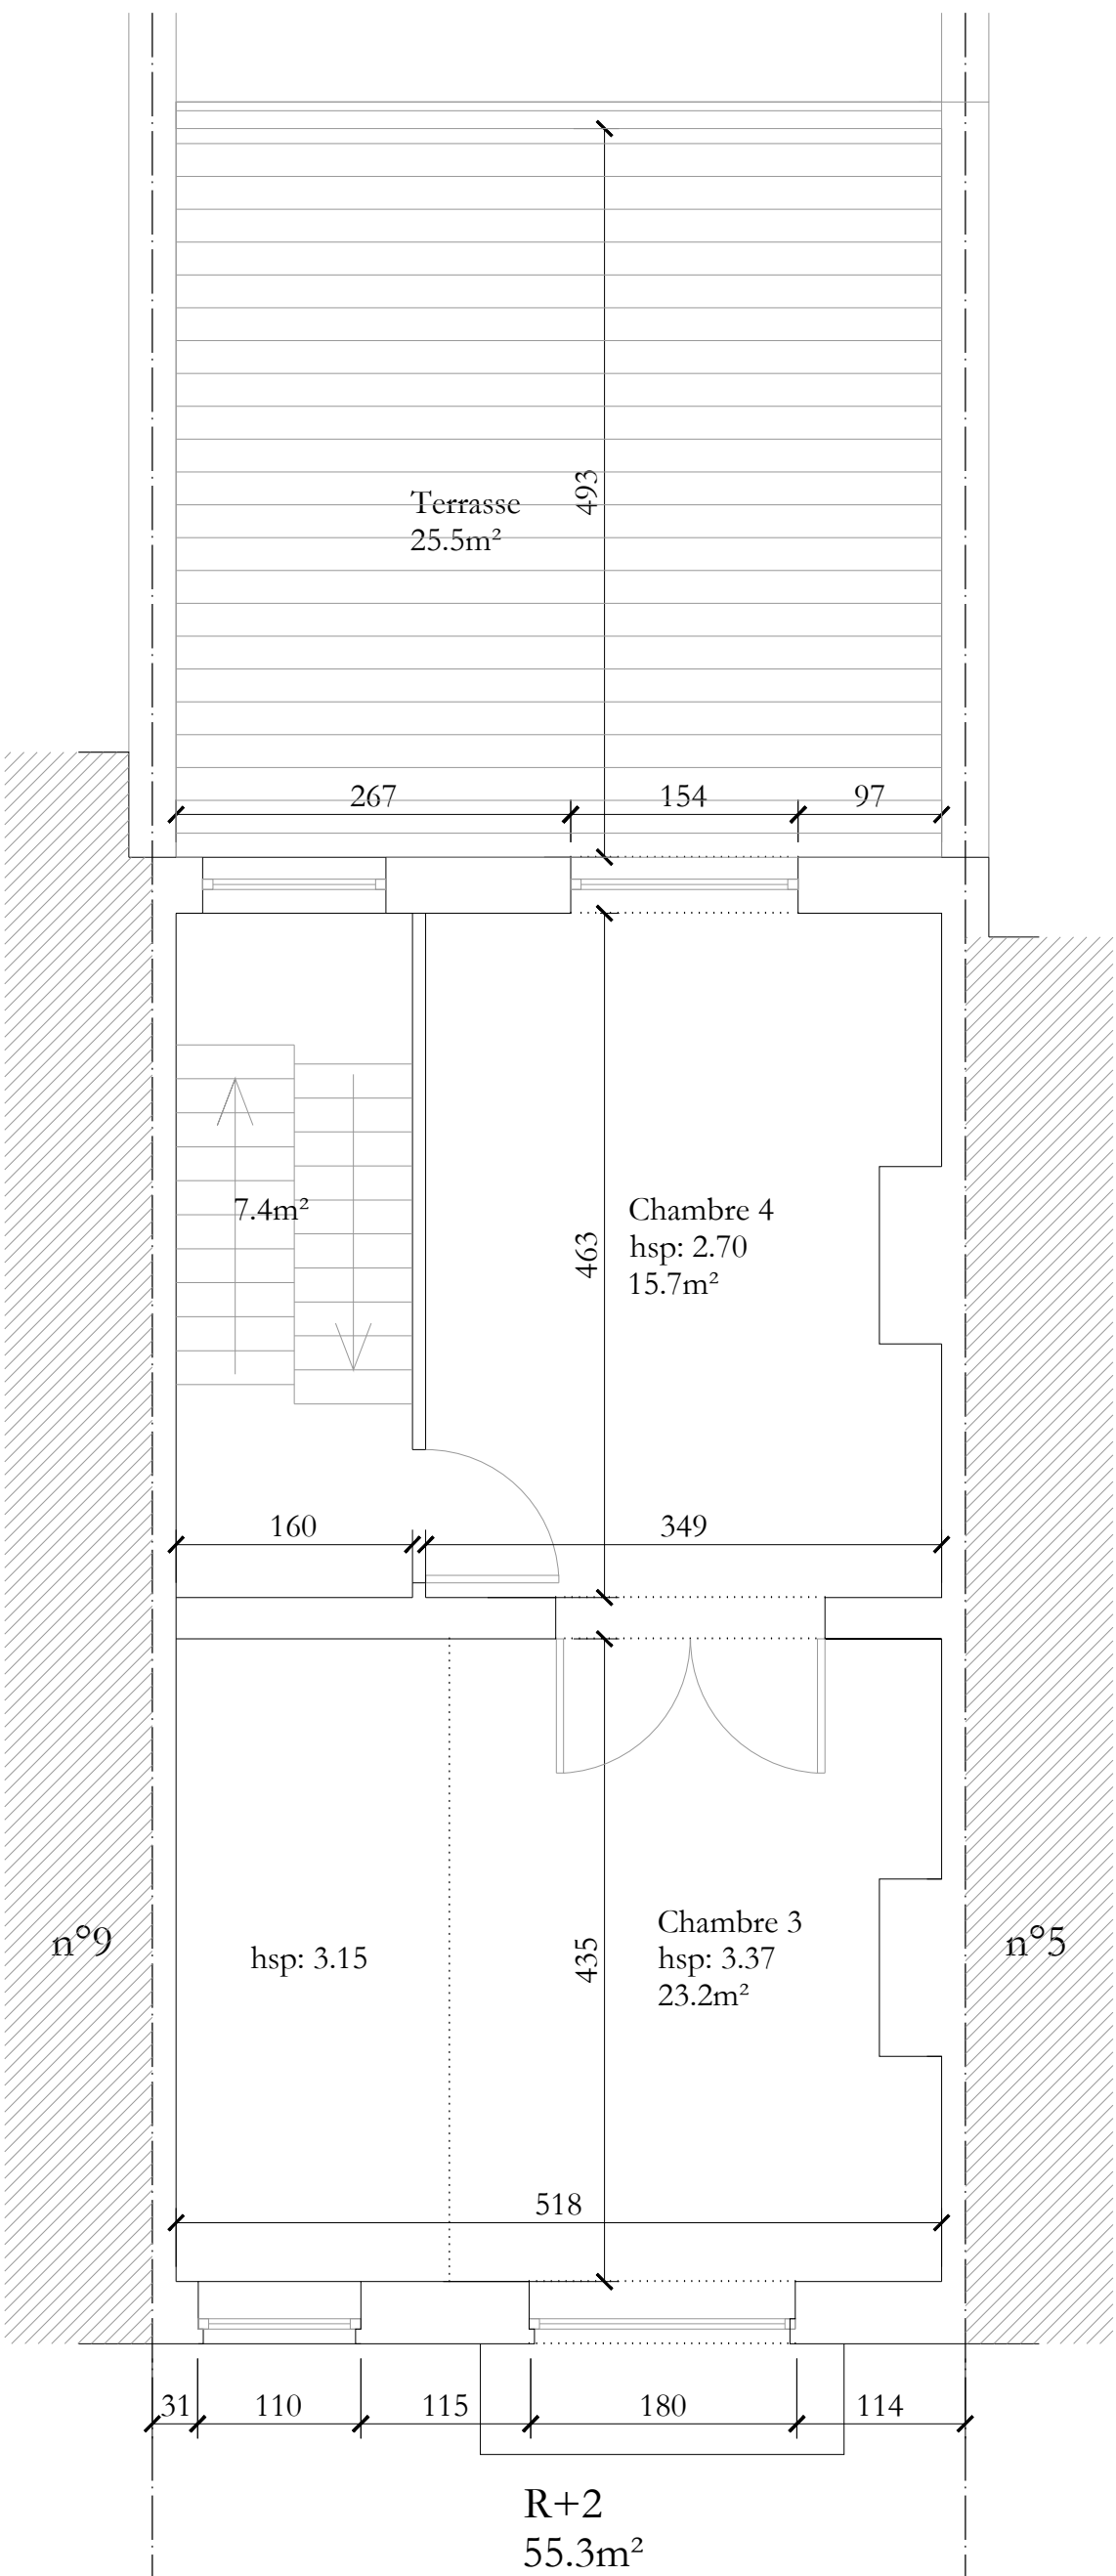 493
Terrasse
25.5m²
267
154
97
7.4m²
463
Chambre 4
hsp: 2.70
15.7m²
160
349
n°9
hsp: 3.15
435
Chambre 3
hsp: 3.37
23.2m²
n°5
518
31
110
115
180
114
R+2
55.3m²